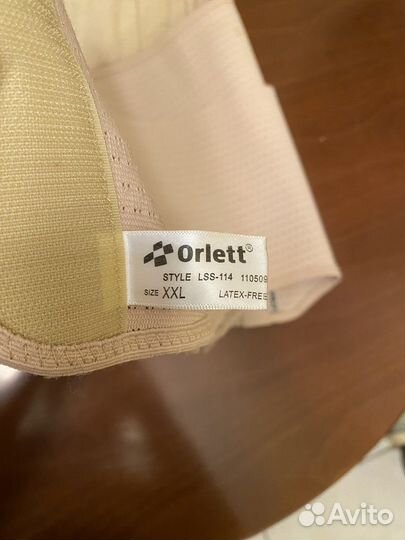 Orlett®
STYLE LSS-114 110509
SIZE XXL LATEX-FREE
Avito